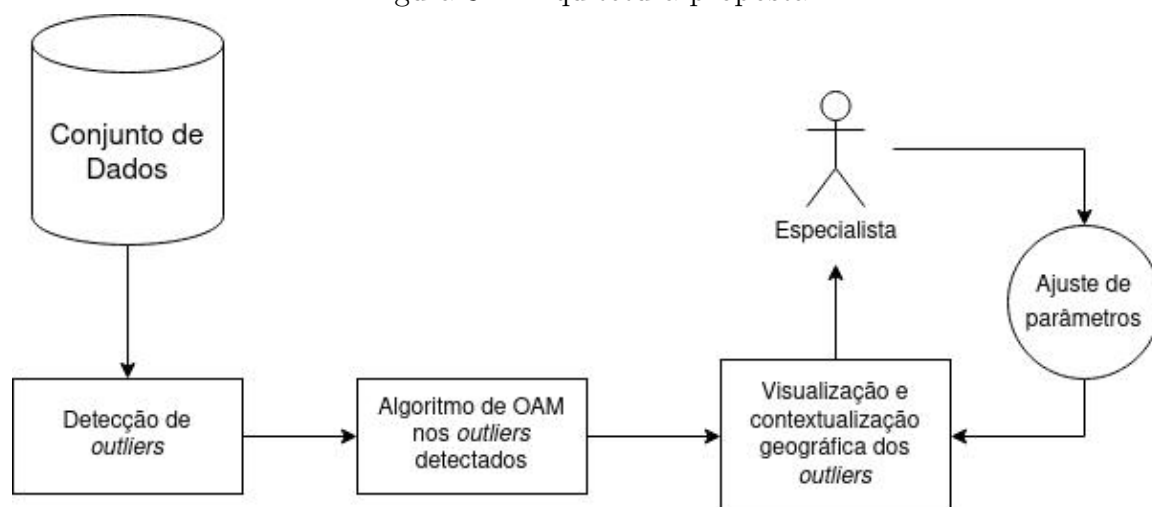 Conjunto de
Dados
Especialista
Ajuste de
parâmetros
Detecção de
outliers
Algoritmo de OAM
nos outliers
detectados
Visualização e
contextualização
geográfica dos
outliers